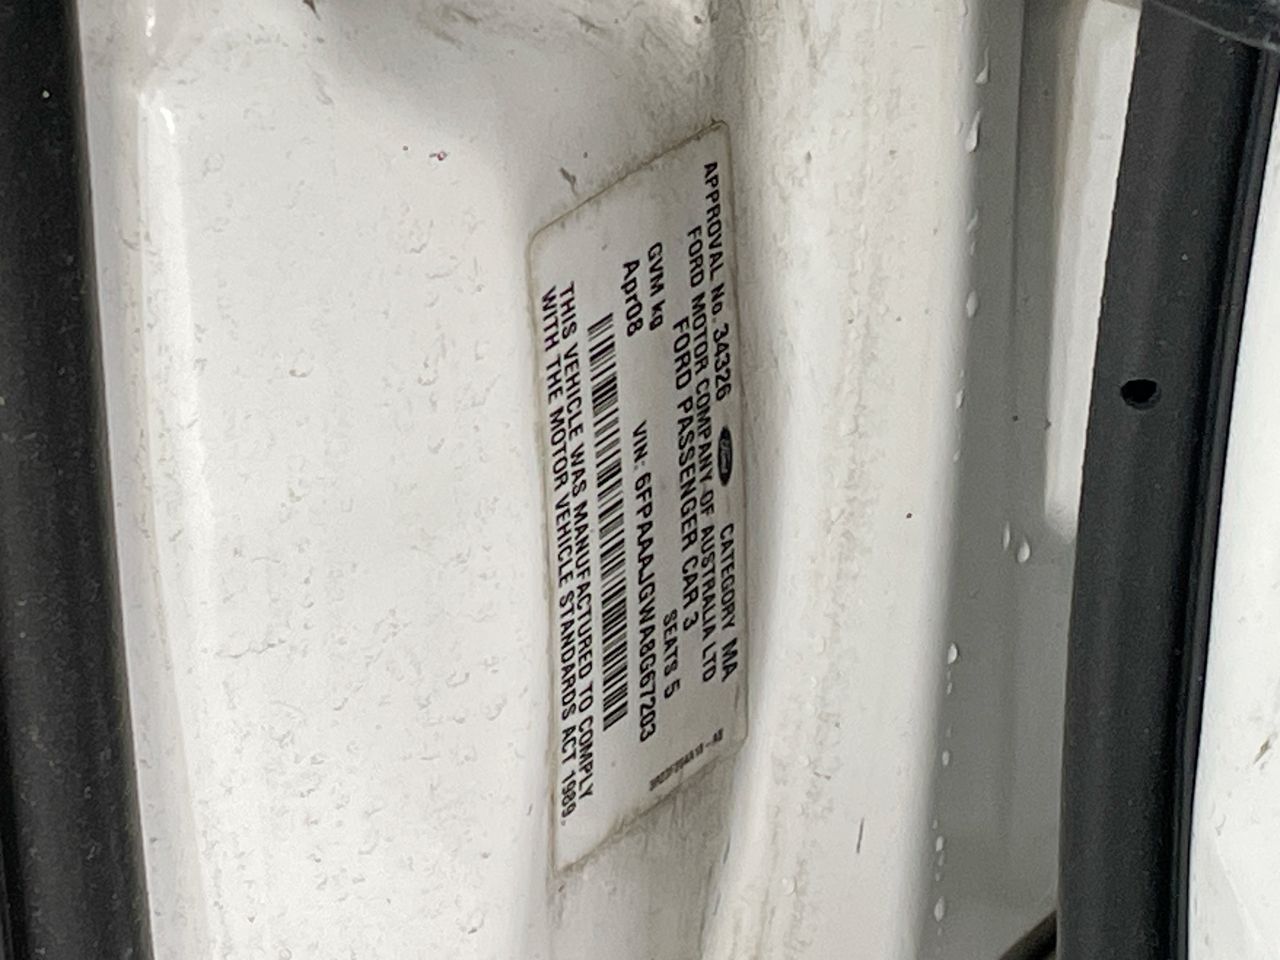 APPROVAL No. 34326 Ford CATEGORY MA
FORD MOTOR COMPANY OF AUSTRALIA LTD
FORD PASSENGER CAR 3
GVM kg SEATS 5
Apr08 VIN: 6FPAAAJGWA8G67203
THIS VEHICLE WAS MANUFACTURED TO COMPLY
WITH THE MOTOR VEHICLE STANDARDS ACT 1989.